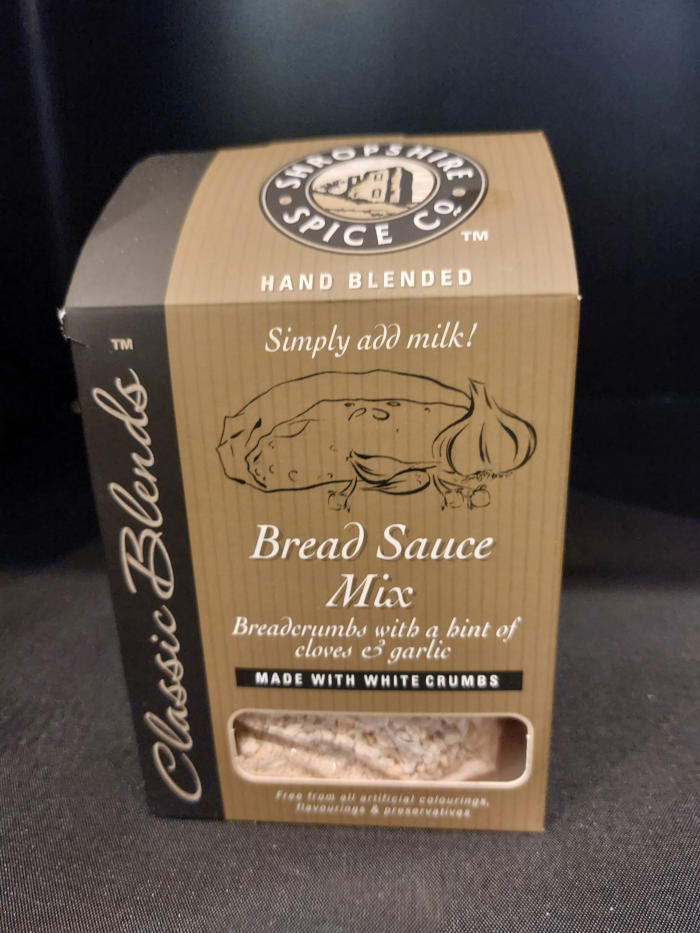 SHROPSHIRE
SPICE Co.
™
HAND BLENDED
Simply add milk!
™
Classic Blends
Bread Sauce
Mix
Breadcrumbs with a hint of
cloves & garlic
MADE WITH WHITE CRUMBS
Free from all artificial colourings,
flavourings & preservatives